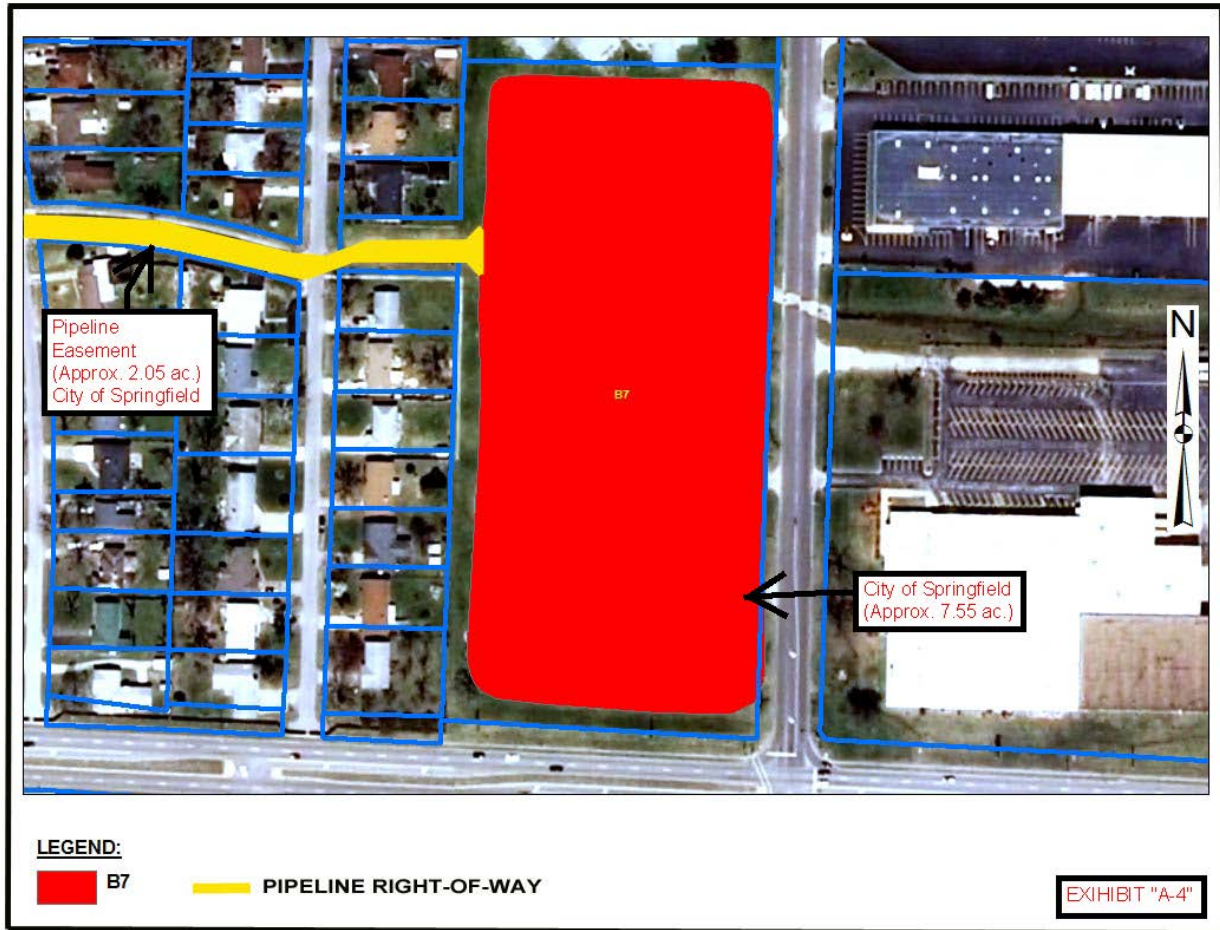 N
Pipeline
Easement
(Approx. 2.05 ac.)
City of Springfield
B7
City of Springfield
(Approx. 7.55 ac.)
LEGEND:
B7
PIPELINE RIGHT-OF-WAY
EXIHIBIT "A-4"